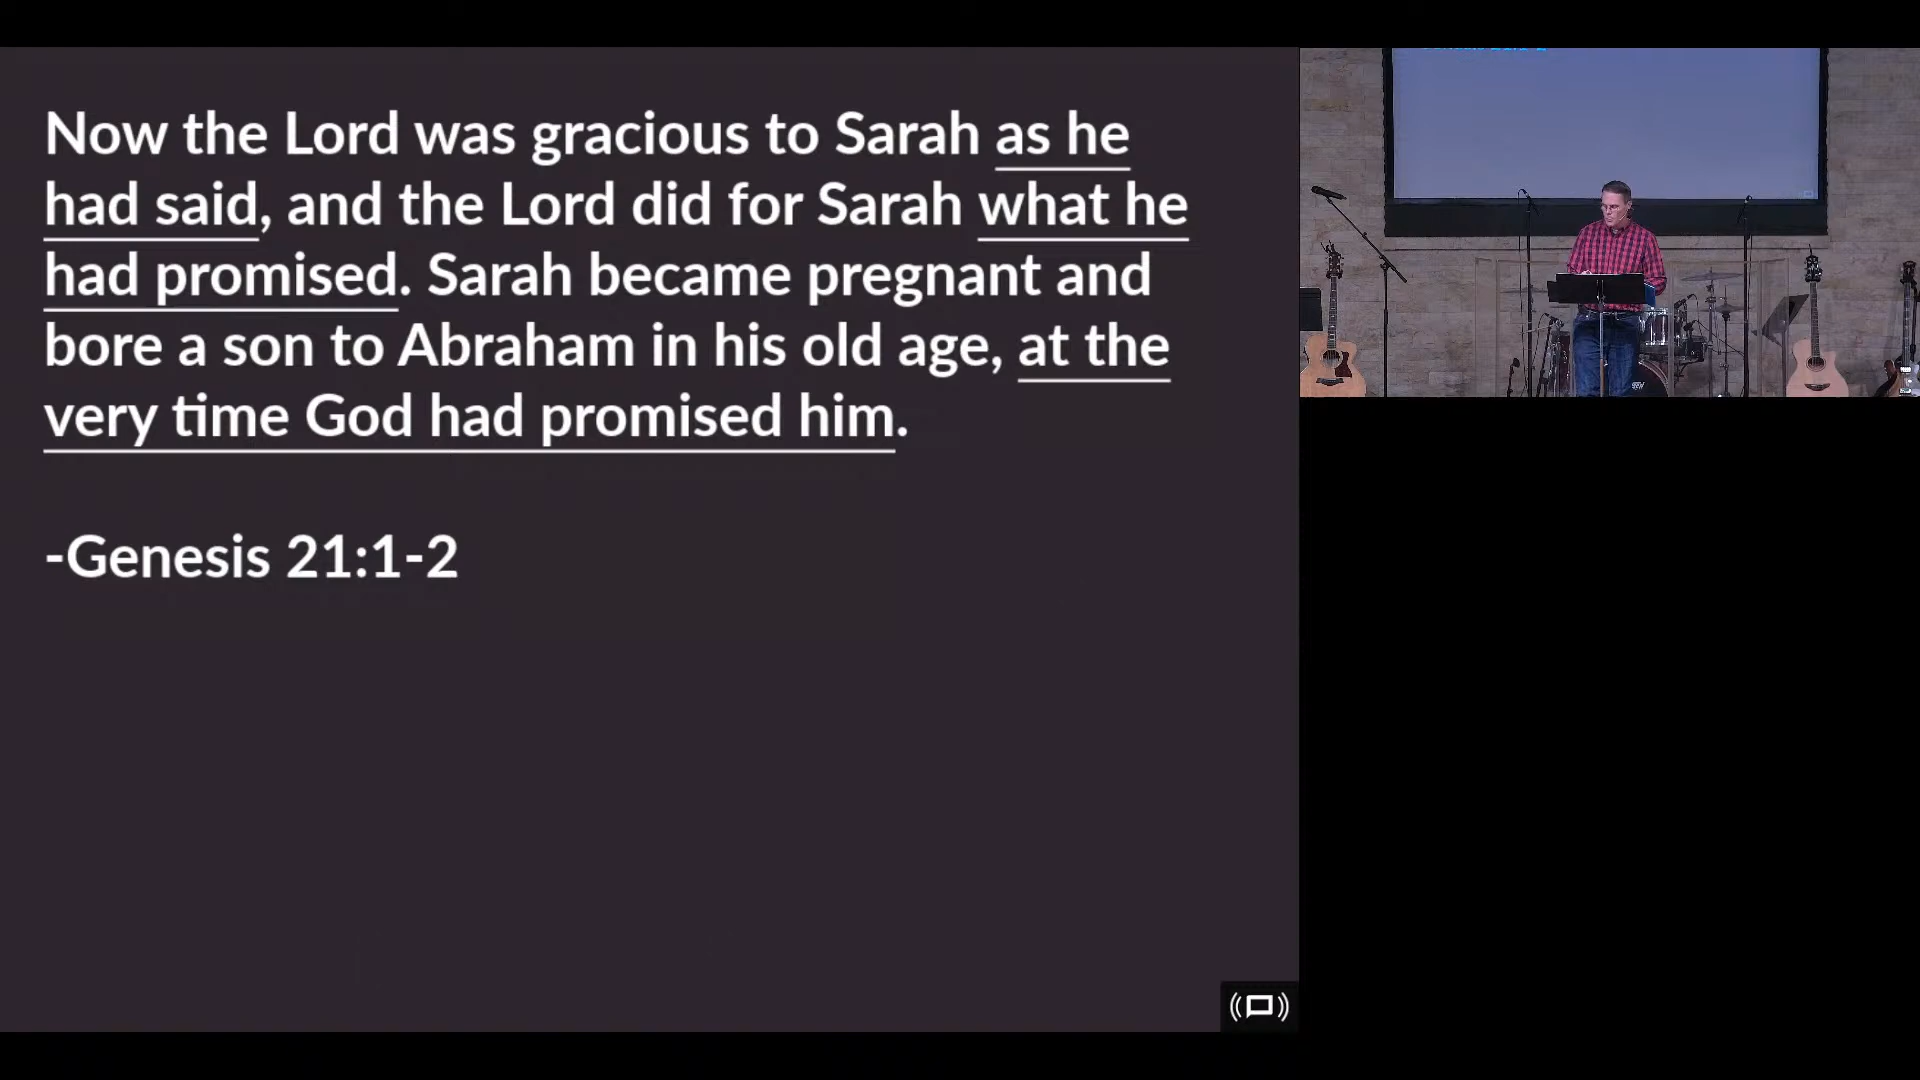 Now the Lord was gracious to Sarah as he
had said, and the Lord did for Sarah what he
had promised. Sarah became pregnant and
bore a son to Abraham in his old age, at the
very time God had promised him.
-Genesis 21:1-2